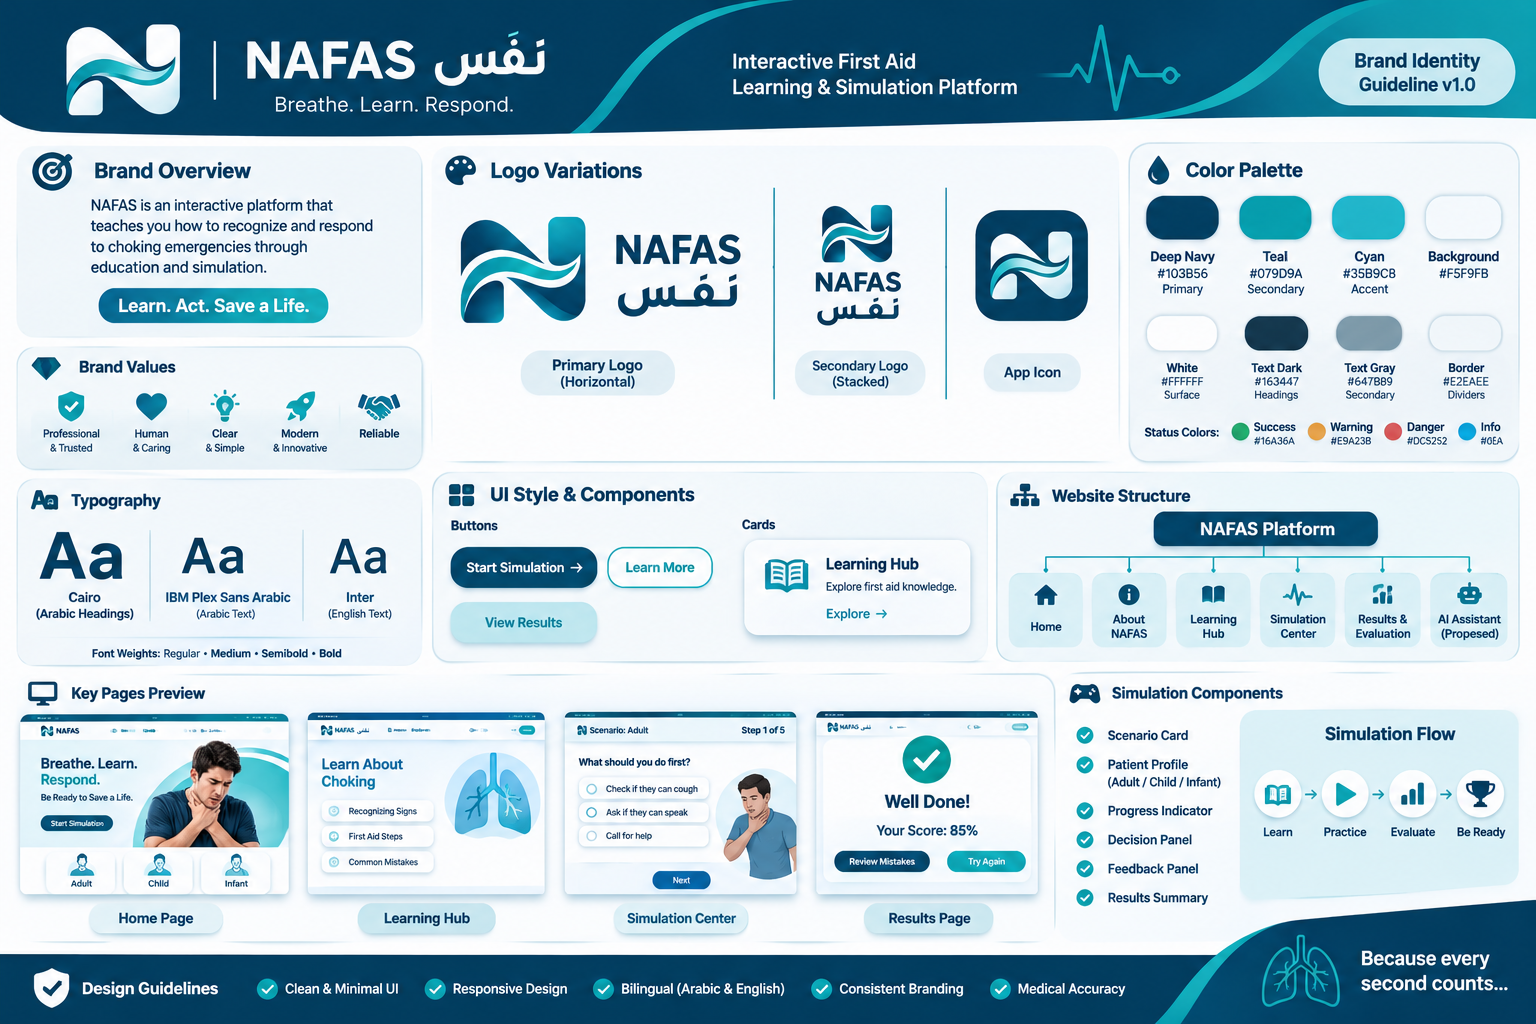 NAFAS نَفَس
Breathe. Learn. Respond.
Interactive First Aid
Learning & Simulation Platform
Brand Identity
Guideline v1.0
Brand Overview
NAFAS is an interactive platform that
teaches you how to recognize and respond
to choking emergencies through
education and simulation.
Learn. Act. Save a Life.
Brand Values
Professional
& Trusted
Human
& Caring
Clear
& Simple
Modern
& Innovative
Reliable
Logo Variations
NAFAS
نَفَس
Primary Logo
(Horizontal)
NAFAS
نَفَس
Secondary Logo
(Stacked)
App Icon
Color Palette
Deep Navy
#103B56
Primary
Teal
#079D9A
Secondary
Cyan
#35B9C8
Accent
Background
#F5F9FB
White
#FFFFFF
Surface
Text Dark
#163447
Headings
Text Gray
#647BB9
Secondary
Border
#E2EAEE
Dividers
Status Colors:
Success
#16A36A
Warning
#E9A23B
Danger
#DC5252
Info
Typography
Aa
Cairo
(Arabic Headings)
Aa
IBM Plex Sans Arabic
(Arabic Text)
Aa
Inter
(English Text)
Font Weights: Regular • Medium • Semibold • Bold
UI Style & Components
Buttons
Start Simulation →
Learn More
View Results
Cards
Learning Hub
Explore first aid knowledge.
Explore →
Website Structure
NAFAS Platform
Home
About
NAFAS
Learning
Hub
Simulation
Center
Results &
Evaluation
AI Assistant
(Propesed)
Key Pages Preview
NAFAS
Breathe. Learn.
Respond.
Be Ready to Save a Life.
Start Simulation
Adult
Child
Infant
Home Page
NAFAS
Learn About
Choking
Recognizing Signs
First Aid Steps
Common Mistakes
Learning Hub
Scenario: Adult
Step 1 of 5
What should you do first?
Check if they can cough
Ask if they can speak
Call for help
Next
Simulation Center
NAFAS
Well Done!
Your Score: 85%
Review Mistakes
Try Again
Results Page
Simulation Components
Scenario Card
Patient Profile
(Adult / Child / Infant)
Progress Indicator
Decision Panel
Feedback Panel
Results Summary
Simulation Flow
Learn
Practice
Evaluate
Be Ready
Design Guidelines
Clean & Minimal UI
Responsive Design
Bilingual (Arabic & English)
Consistent Branding
Medical Accuracy
Because every
second counts...